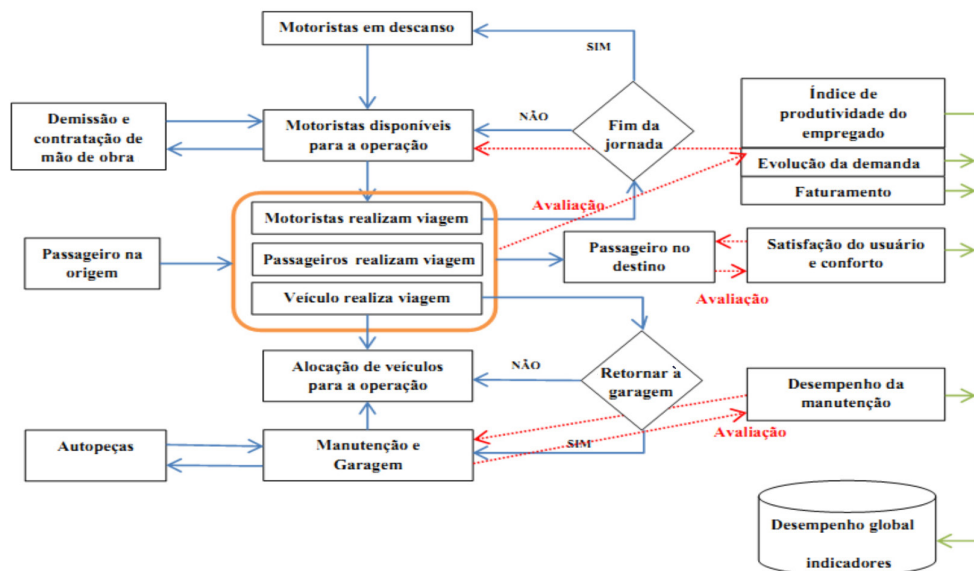 Motoristas em descanso
SIM
Demissão e
contratação de
mão de obra
Motoristas disponíveis
para a operação
NÃO
Fim da
jornada
Índice de
produtividade do
empregado
Evolução da demanda
Faturamento
Motoristas realizam viagem
Avaliação
Passageiro na
origem
Passageiros realizam viagem
Passageiro no
destino
Satisfação do usuário
e conforto
Veículo realiza viagem
Avaliação
Alocação de veículos
para a operação
NÃO
Retornar à
garagem
Desempenho da
manutenção
Autopeças
Manutenção e
Garagem
SIM
Avaliação
Desempenho global
indicadores